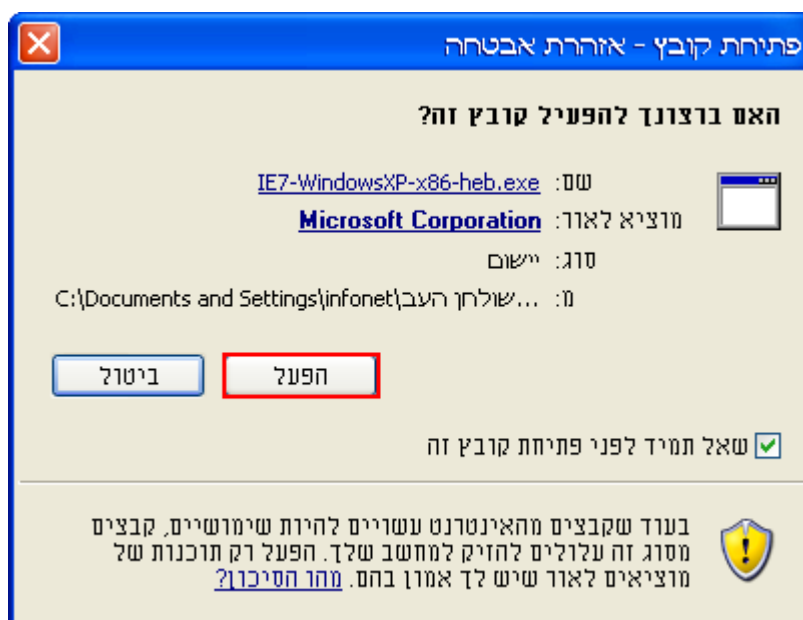 פתיחת קובץ - אזהרת אבטחה
האם ברצונך להפעיל קובץ זה?
שם: IE7-WindowsXP-x86-heb.exe
מוציא לאור: Microsoft Corporation
סוג: יישום
מ: C:\Documents and Settings\infonet\שולחן העב...
הפעל
ביטול
שאל תמיד לפני פתיחת קובץ זה
בעוד שקבצים מהאינטרנט עשויים להיות שימושיים, קבצים
מסוג זה עלולים להזיק למחשב שלך. הפעל רק תוכנות של
מוציאים לאור שיש לך אמון בהם. מהו הסיכון?